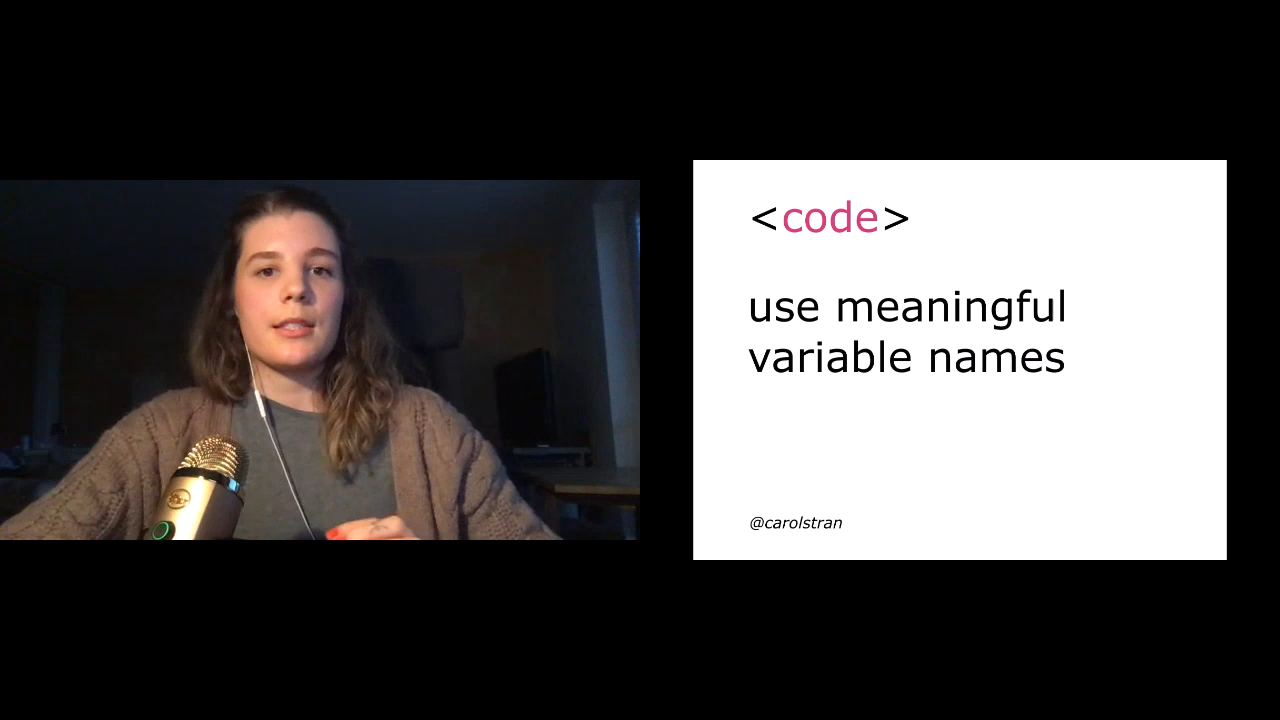 <code>
use meaningful
variable names
@carolstran